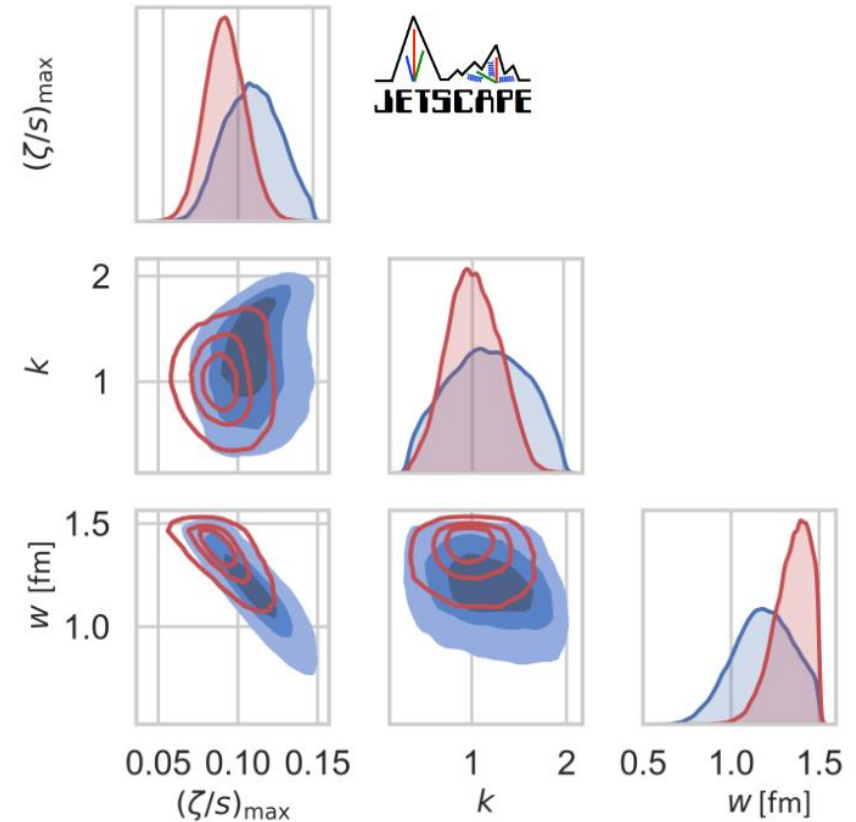 (ζ/s)max
JETSCAPE
2
k
1
1.5
w [fm]
1.0
0.05 0.10 0.15
1 2
0.5 1.0 1.5
(ζ/s)max
k
w [fm]